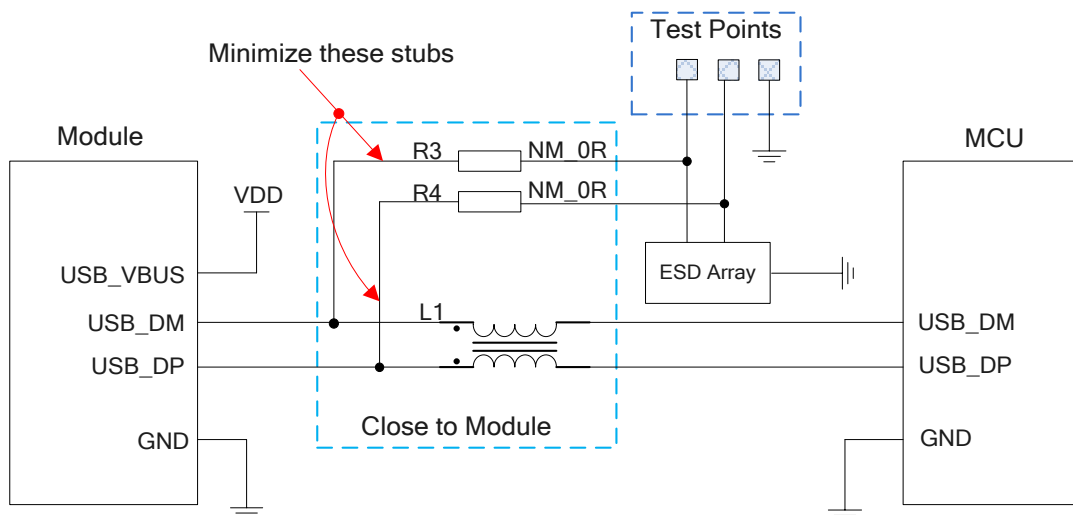 Test Points
Minimize these stubs
Module
MCU
R3
NM_0R
R4
NM_0R
VDD
ESD Array
USB_VBUS
USB_DM
L1
USB_DM
USB_DP
USB_DP
Close to Module
GND
GND